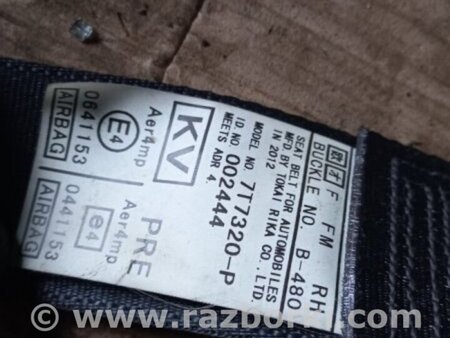 F FM RH
BUCKLE NO. B-480
SEAT BELT FOR AUTOMOBILES
MFD. BY TOKAI RIKA CO., LTD.
IN 2012
MODEL NO. 7T7320-P
ID. NO. 002444
MEETS ADR 4.
KV
PRE
Aer4mp
E4
0641153
AIRBAG
Aer4mp
e4
0441153
AIRBAG
© www.razborka.com